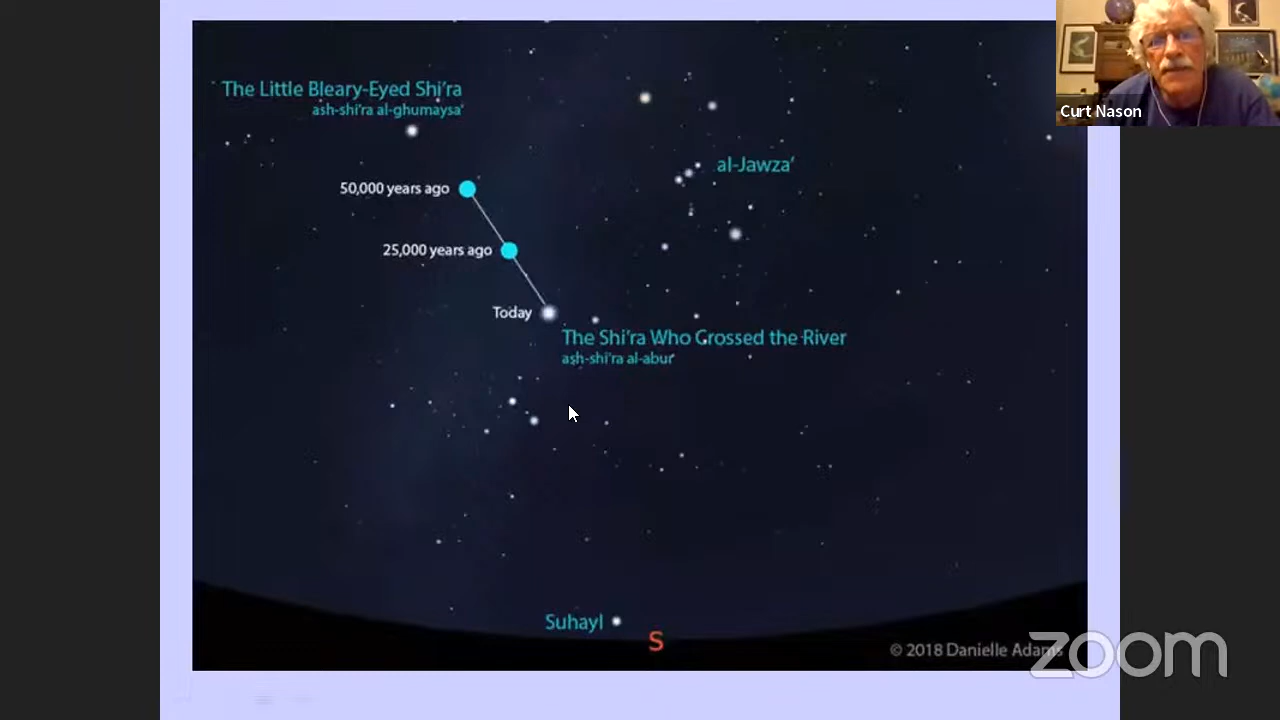 The Little Bleary-Eyed Shi'ra
ash-shi'ra al-ghumaysa'
Curt Nason
al-Jawza'
50,000 years ago
25,000 years ago
Today
The Shi'ra Who Crossed the River
ash-shi'ra al-abur
Suhayl
S
© 2018 Danielle Adams
zoom